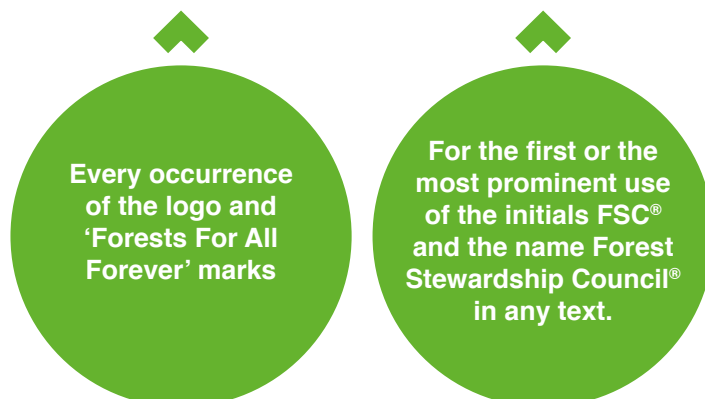 Every occurrence
of the logo and
‘Forests For All
Forever’ marks
For the first or the
most prominent use
of the initials FSC®
and the name Forest
Stewardship Council®
in any text.